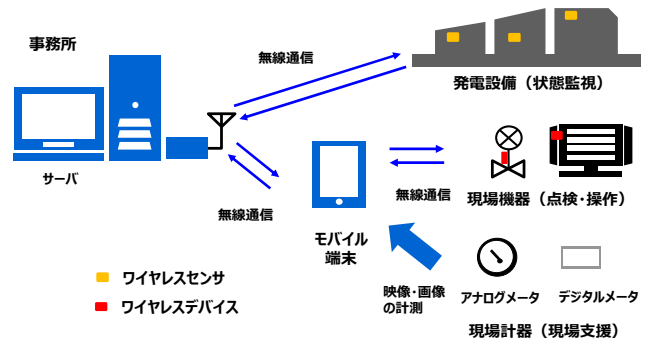 事務所
無線通信
発電設備（状態監視）
サーバ
無線通信
無線通信
現場機器（点検・操作）
モバイル
端末
ワイヤレスセンサ
ワイヤレスデバイス
映像・画像
の計測
アナログメータ
デジタルメータ
現場計器（現場支援）